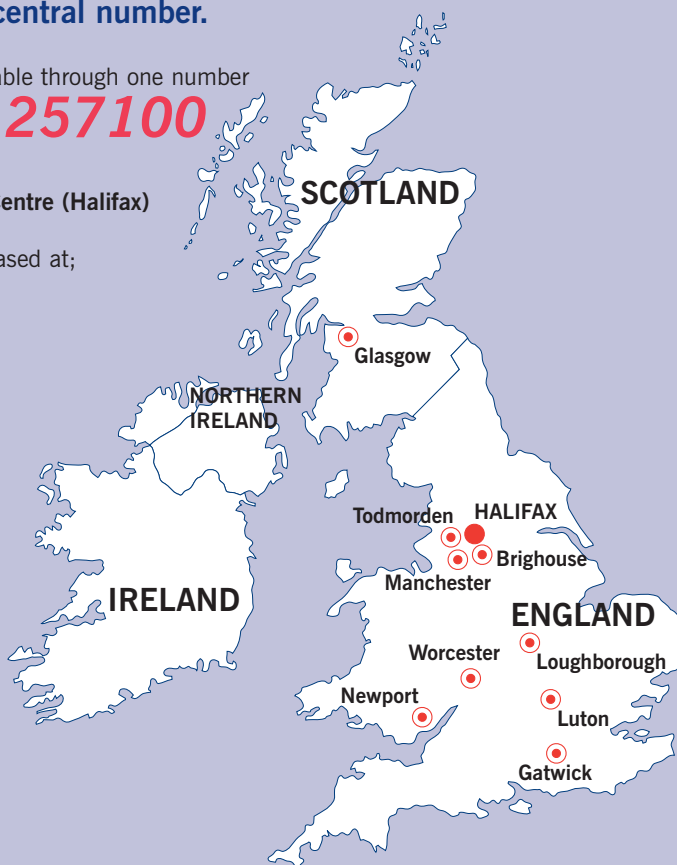 central number.
able through one number
257100
entre (Halifax)
ased at;
SCOTLAND
Glasgow
NORTHERN
IRELAND
Todmorden
HALIFAX
Brighouse
Manchester
IRELAND
ENGLAND
Worcester
Loughborough
Newport
Luton
Gatwick